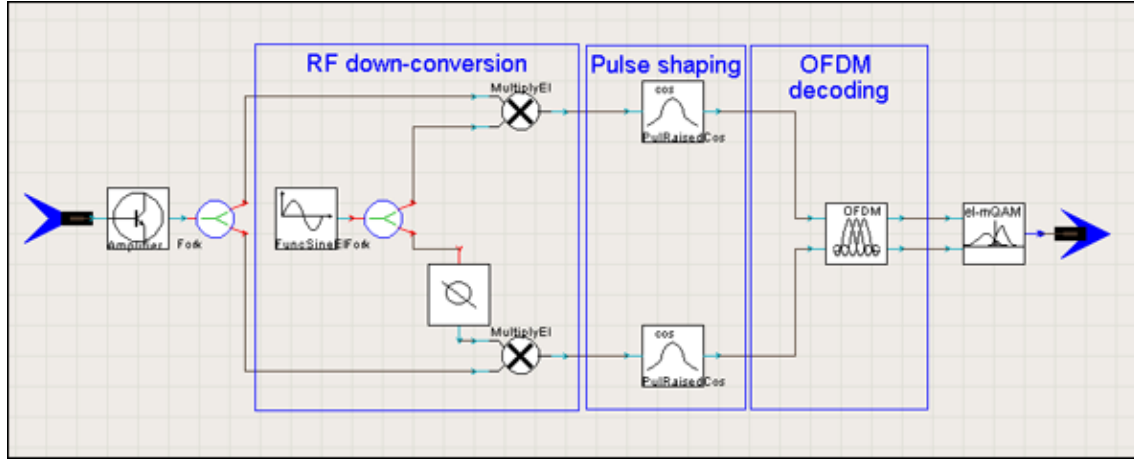 RF down-conversion
Pulse shaping
OFDM
decoding
MultiplyEl
cos
PulRaisedCos
Amplifier
Fork
FuncSineEl
Fork
OFDM
el-mQAM
MultiplyEl
cos
PulRaisedCos